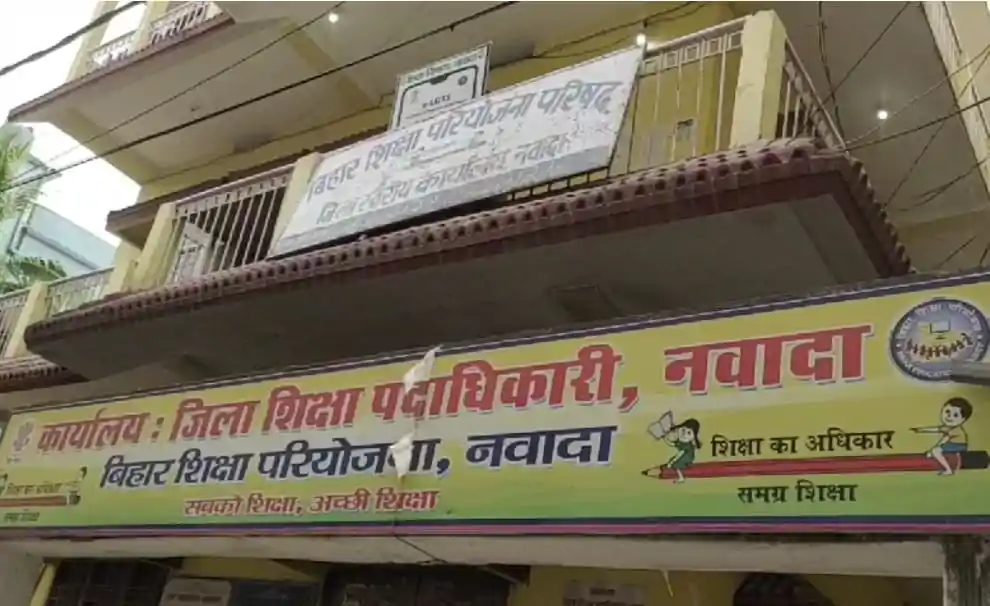 बिहार शिक्षा परियोजना परिषद्
जिला स्तरीय कार्यालय नवादा
कार्यालय : जिला शिक्षा पदाधिकारी, नवादा
बिहार शिक्षा परियोजना, नवादा
सबको शिक्षा, अच्छी शिक्षा
शिक्षा का अधिकार
समग्र शिक्षा